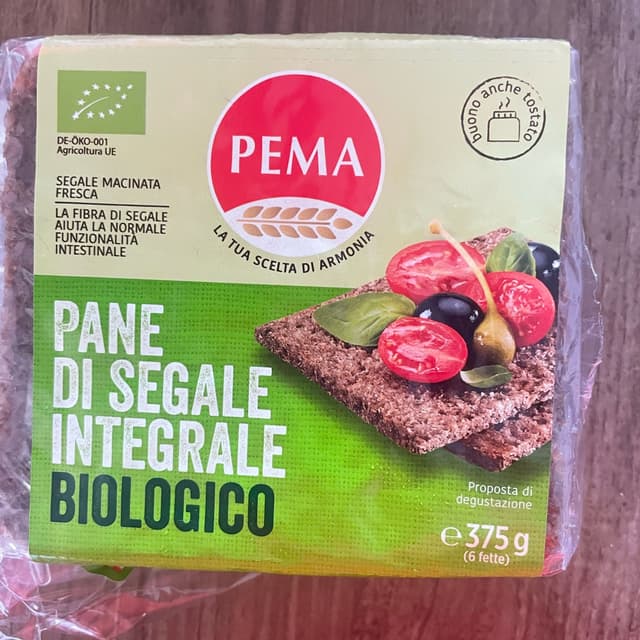 DE-ÖKO-001
Agricoltura UE
SEGALE MACINATA
FRESCA
LA FIBRA DI SEGALE
AIUTA LA NORMALE
FUNZIONALITÀ
INTESTINALE
PEMA
LA TUA SCELTA DI ARMONIA
buono anche tostato
PANE
DI SEGALE
INTEGRALE
BIOLOGICO
Proposta di
degustazione
e 375 g
(6 fette)